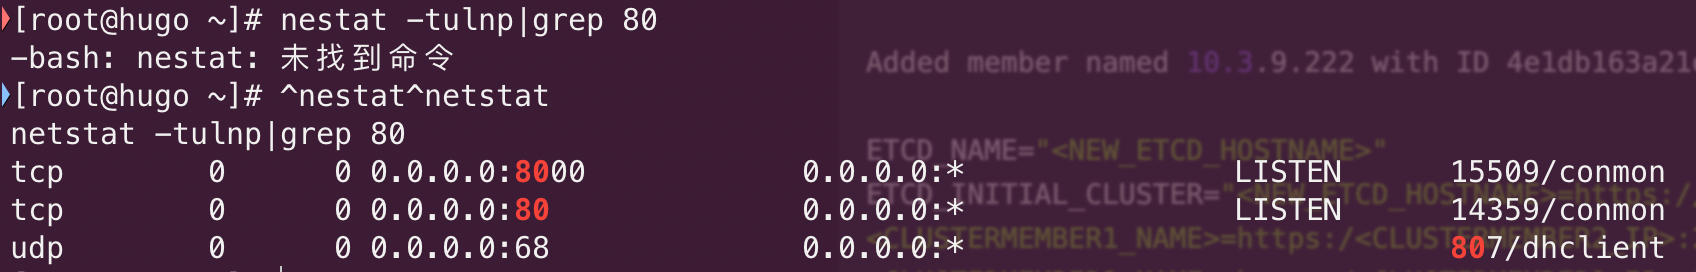 [root@hugo ~]# nestat -tulnp|grep 80
-bash: nestat: 未找到命令
[root@hugo ~]# ^nestat^netstat
netstat -tulnp|grep 80
tcp 0 0 0.0.0.0:8000 0.0.0.0:* LISTEN 15509/conmon
tcp 0 0 0.0.0.0:80 0.0.0.0:* LISTEN 14359/conmon
udp 0 0 0.0.0.0:68 0.0.0.0:* 807/dhclient
Added member named 10.3.9.222 with ID 4e1db163a21
ETCD_NAME="<NEW_ETCD_HOSTNAME>"
ETCD_INITIAL_CLUSTER="<NEW_ETCD_HOSTNAME>=https:/
<CLUSTERMEMBER1_NAME>=https:/<CLUSTERMEMBER2_IP>: